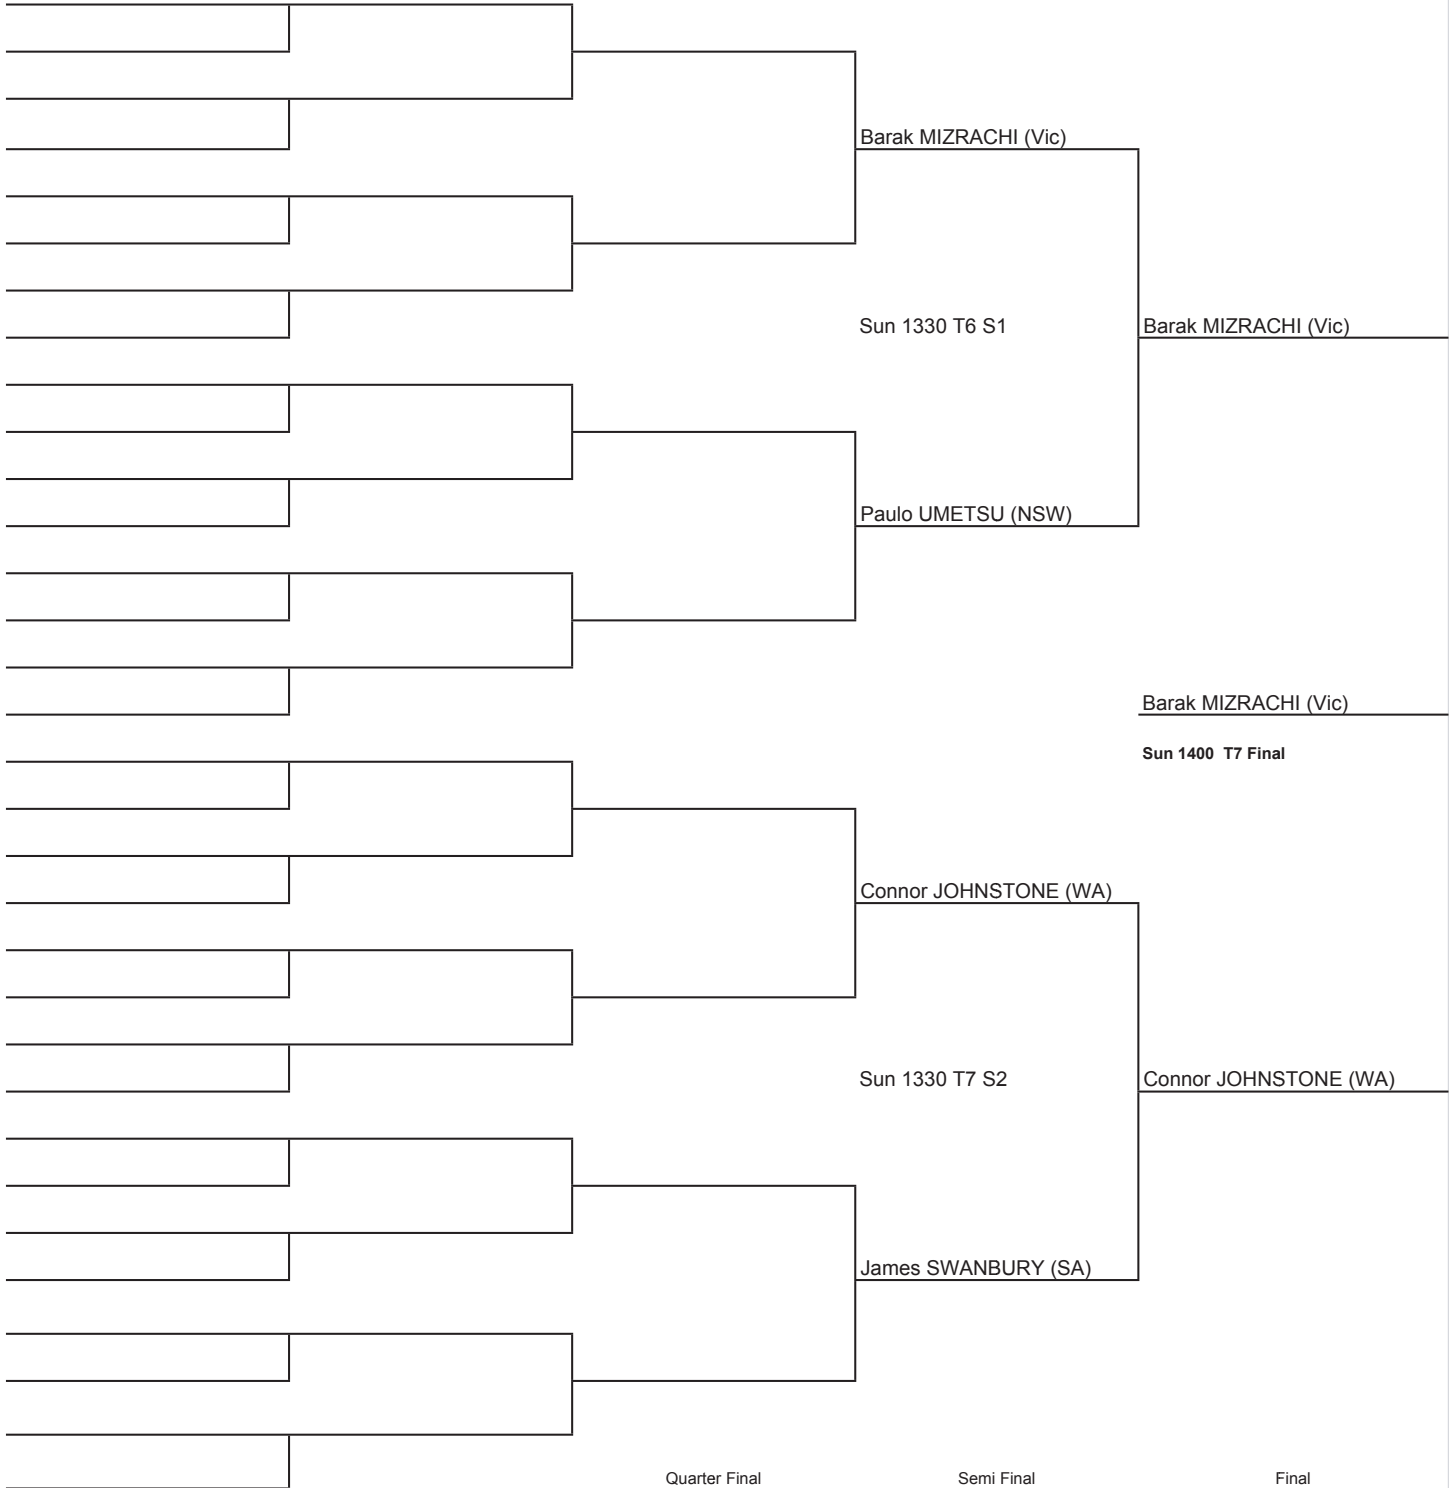 Barak MIZRACHI (Vic)
Sun 1330 T6 S1
Barak MIZRACHI (Vic)
Paulo UMETSU (NSW)
Barak MIZRACHI (Vic)
Sun 1400 T7 Final
Connor JOHNSTONE (WA)
Sun 1330 T7 S2
Connor JOHNSTONE (WA)
James SWANBURY (SA)
Quarter Final
Semi Final
Final